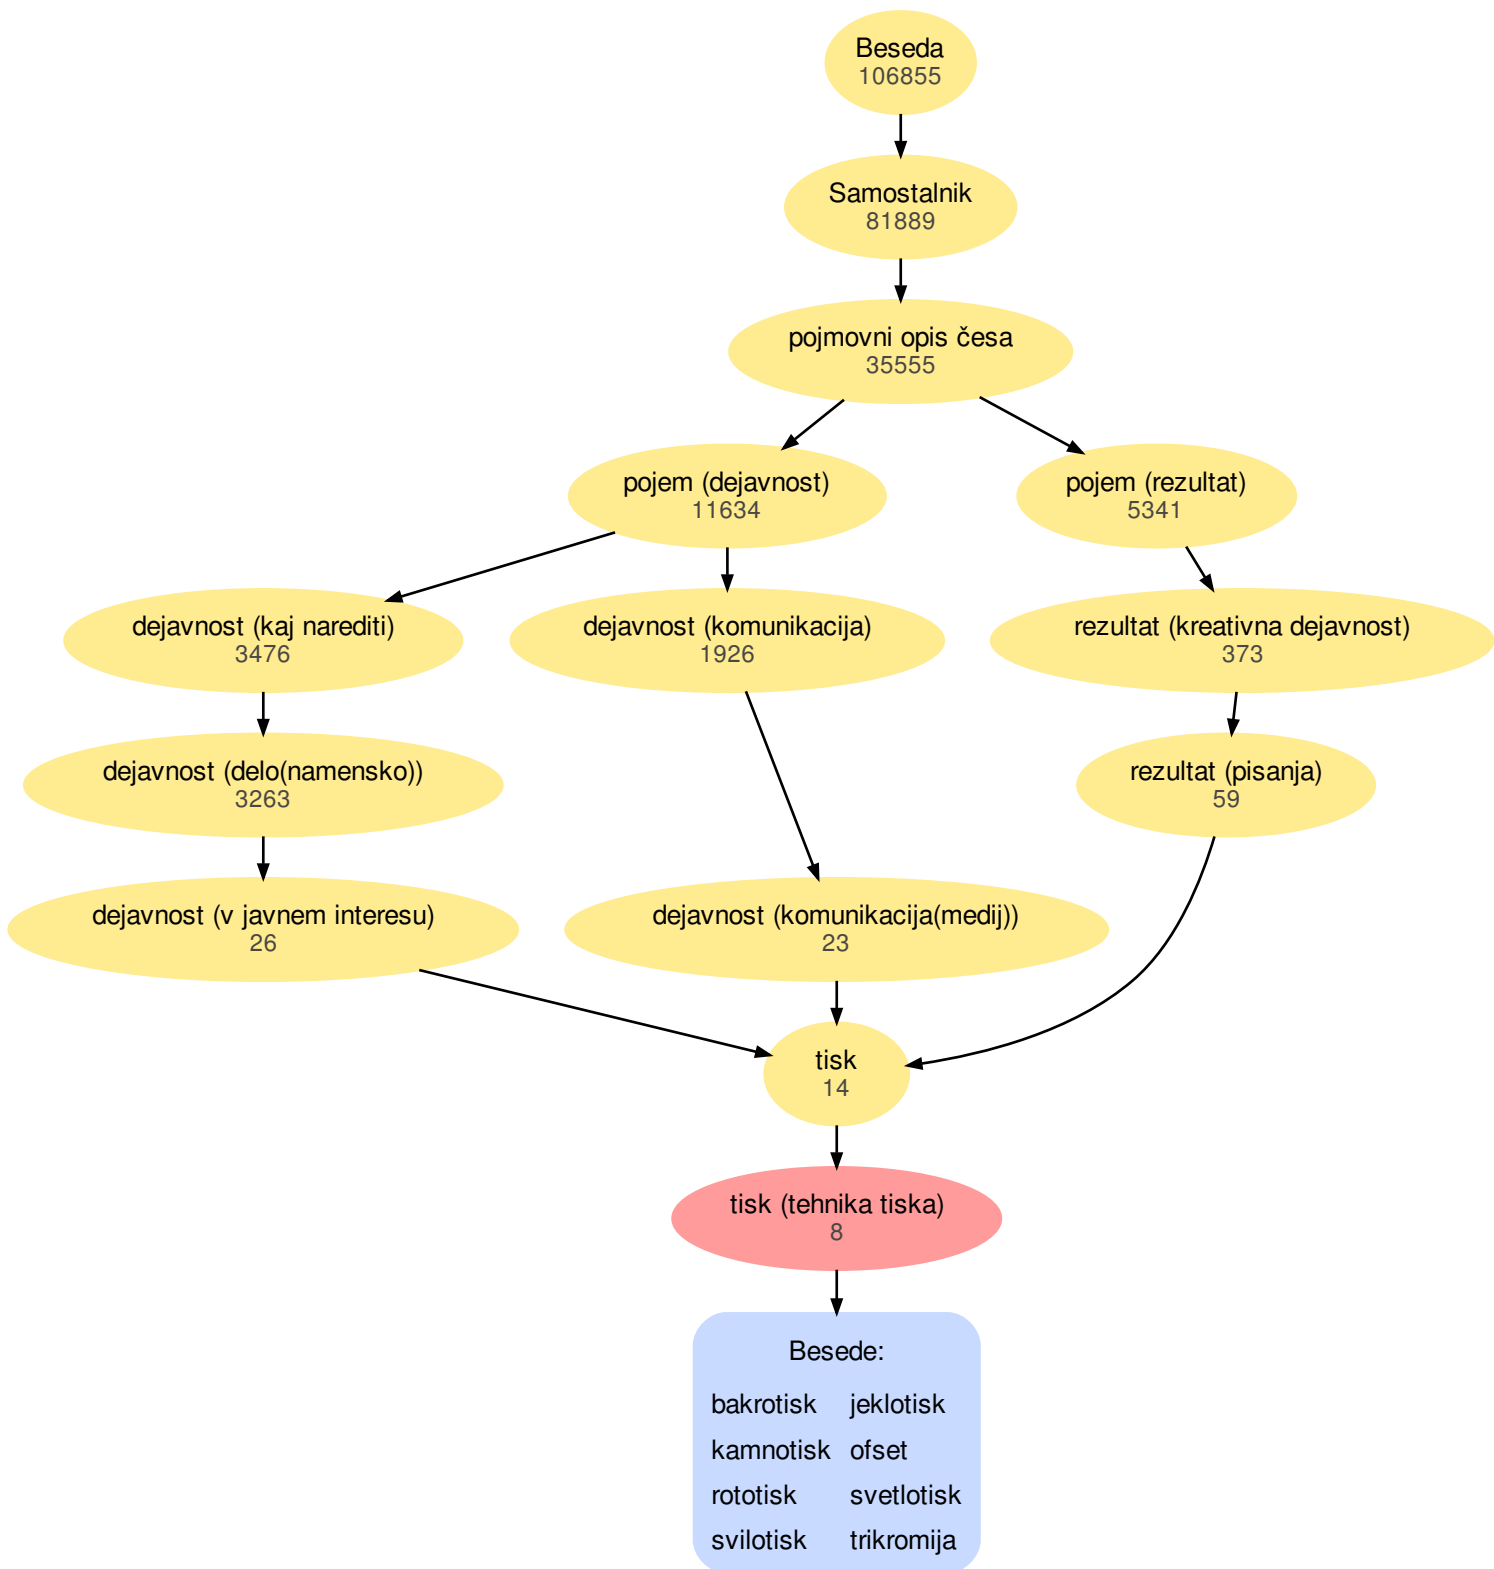 Beseda
106855
Samostalnik
81889
pojmovni opis česa
35555
pojem (dejavnost)
11634
pojem (rezultat)
5341
dejavnost (kaj narediti)
3476
dejavnost (komunikacija)
1926
rezultat (kreativna dejavnost)
373
dejavnost (delo(namensko))
3263
rezultat (pisanja)
59
dejavnost (v javnem interesu)
26
dejavnost (komunikacija(medij))
23
tisk
14
tisk (tehnika tiska)
8
Besede:
bakrotisk jeklotisk
kamnotisk ofset
rototisk svetlotisk
svilotisk trikromija